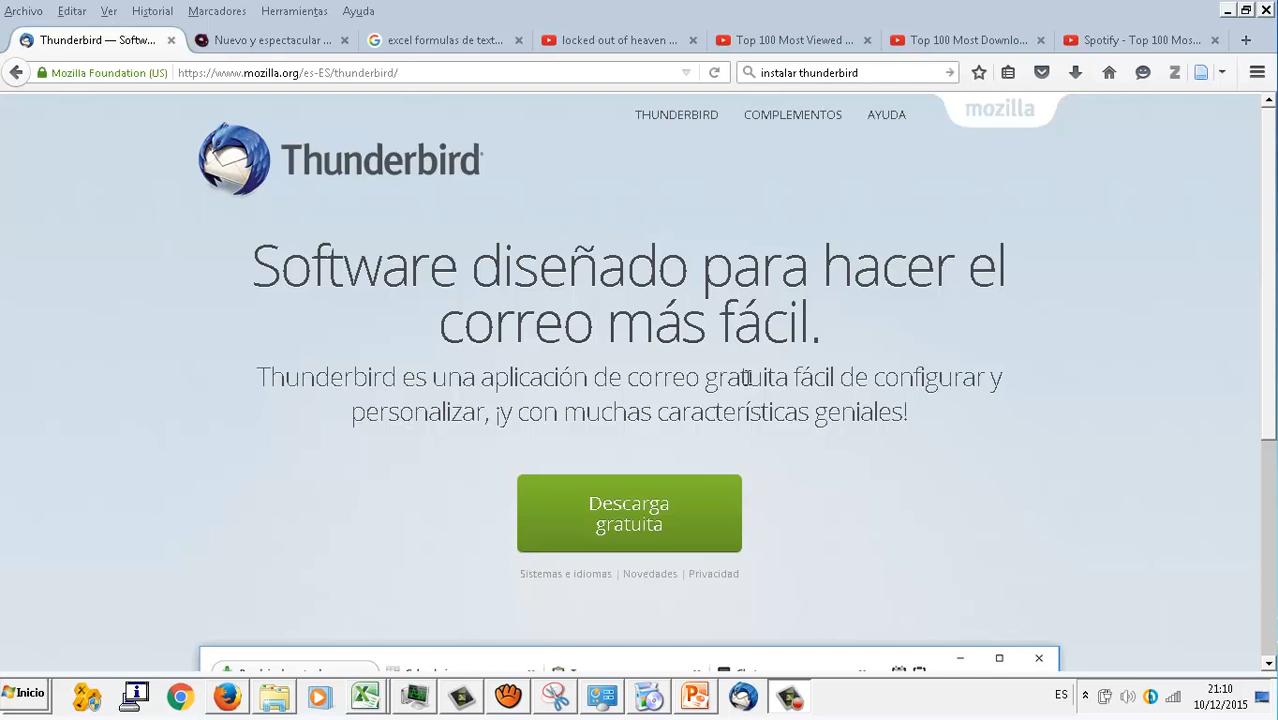 Archivo Editar Ver Historial Marcadores Herramientas Ayuda
Thunderbird — Softw... Nuevo y espectacular ... excel formulas de text... locked out of heaven ... Top 100 Most Viewed ... Top 100 Most Downlo... Spotify - Top 100 Mos...
Mozilla Foundation (US) https://www.mozilla.org/es-ES/thunderbird/ instalar thunderbird
THUNDERBIRD COMPLEMENTOS AYUDA mozilla
Thunderbird
Software diseñado para hacer el
correo más fácil.
Thunderbird es una aplicación de correo gratuita fácil de configurar y
personalizar, ¡y con muchas características geniales!
Descarga
gratuita
Sistemas e idiomas | Novedades | Privacidad
Inicio ES 21:10
10/12/2015